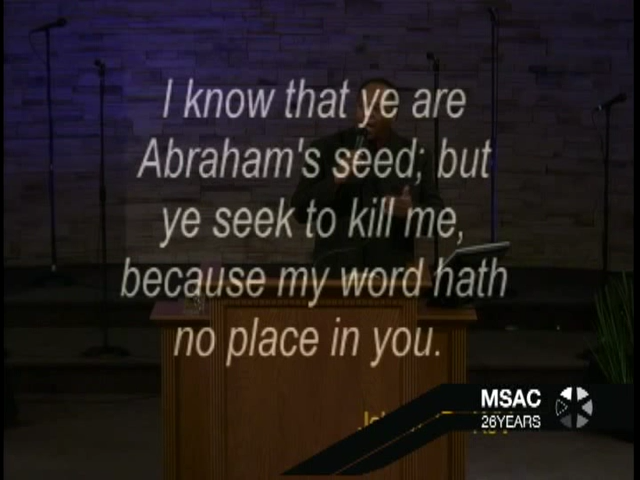 I know that ye are
Abraham's seed; but
ye seek to kill me,
because my word hath
no place in you.
MSAC
26YEARS